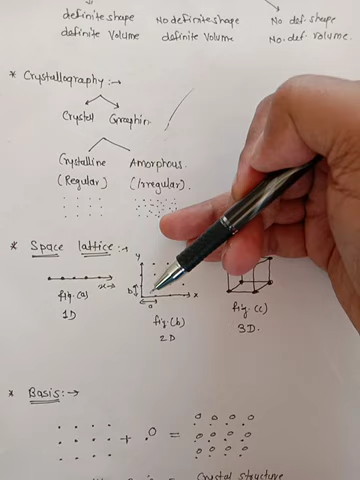 definite shape No definite shape No def. shape
definite Volume definite Volume No. def. volume.
* Crystallography :→
Crystal Graphin
Crystalline Amorphous.
(Regular) (Irregular).
* Space lattice :→
y
b
a
x
x→
fig.(a) fig.(b) fig.(c)
1D 2D 3D.
* Basis :→
+ =
Crystal structure